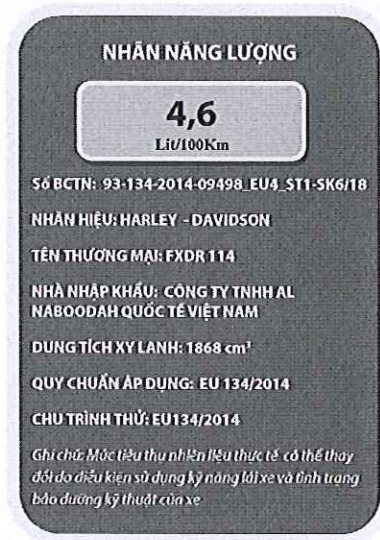 NHÃN NĂNG LƯỢNG
4,6
Lit/100Km
Số BCTN: 93-134-2014-09498_EU4_ST1-SK6/18
NHÃN HIỆU: HARLEY - DAVIDSON
TÊN THƯƠNG MẠI: FXDR 114
NHÀ NHẬP KHẨU: CÔNG TY TNHH AL
NABOODAH QUỐC TẾ VIỆT NAM
DUNG TÍCH XY LANH: 1868 cm³
QUY CHUẨN ÁP DỤNG: EU 134/2014
CHU TRÌNH THỬ: EU134/2014
Ghi chú: Mức tiêu thụ nhiên liệu thực tế có thể thay
đổi do điều kiện sử dụng kỹ năng lái xe và tình trạng
bảo dưỡng kỹ thuật của xe